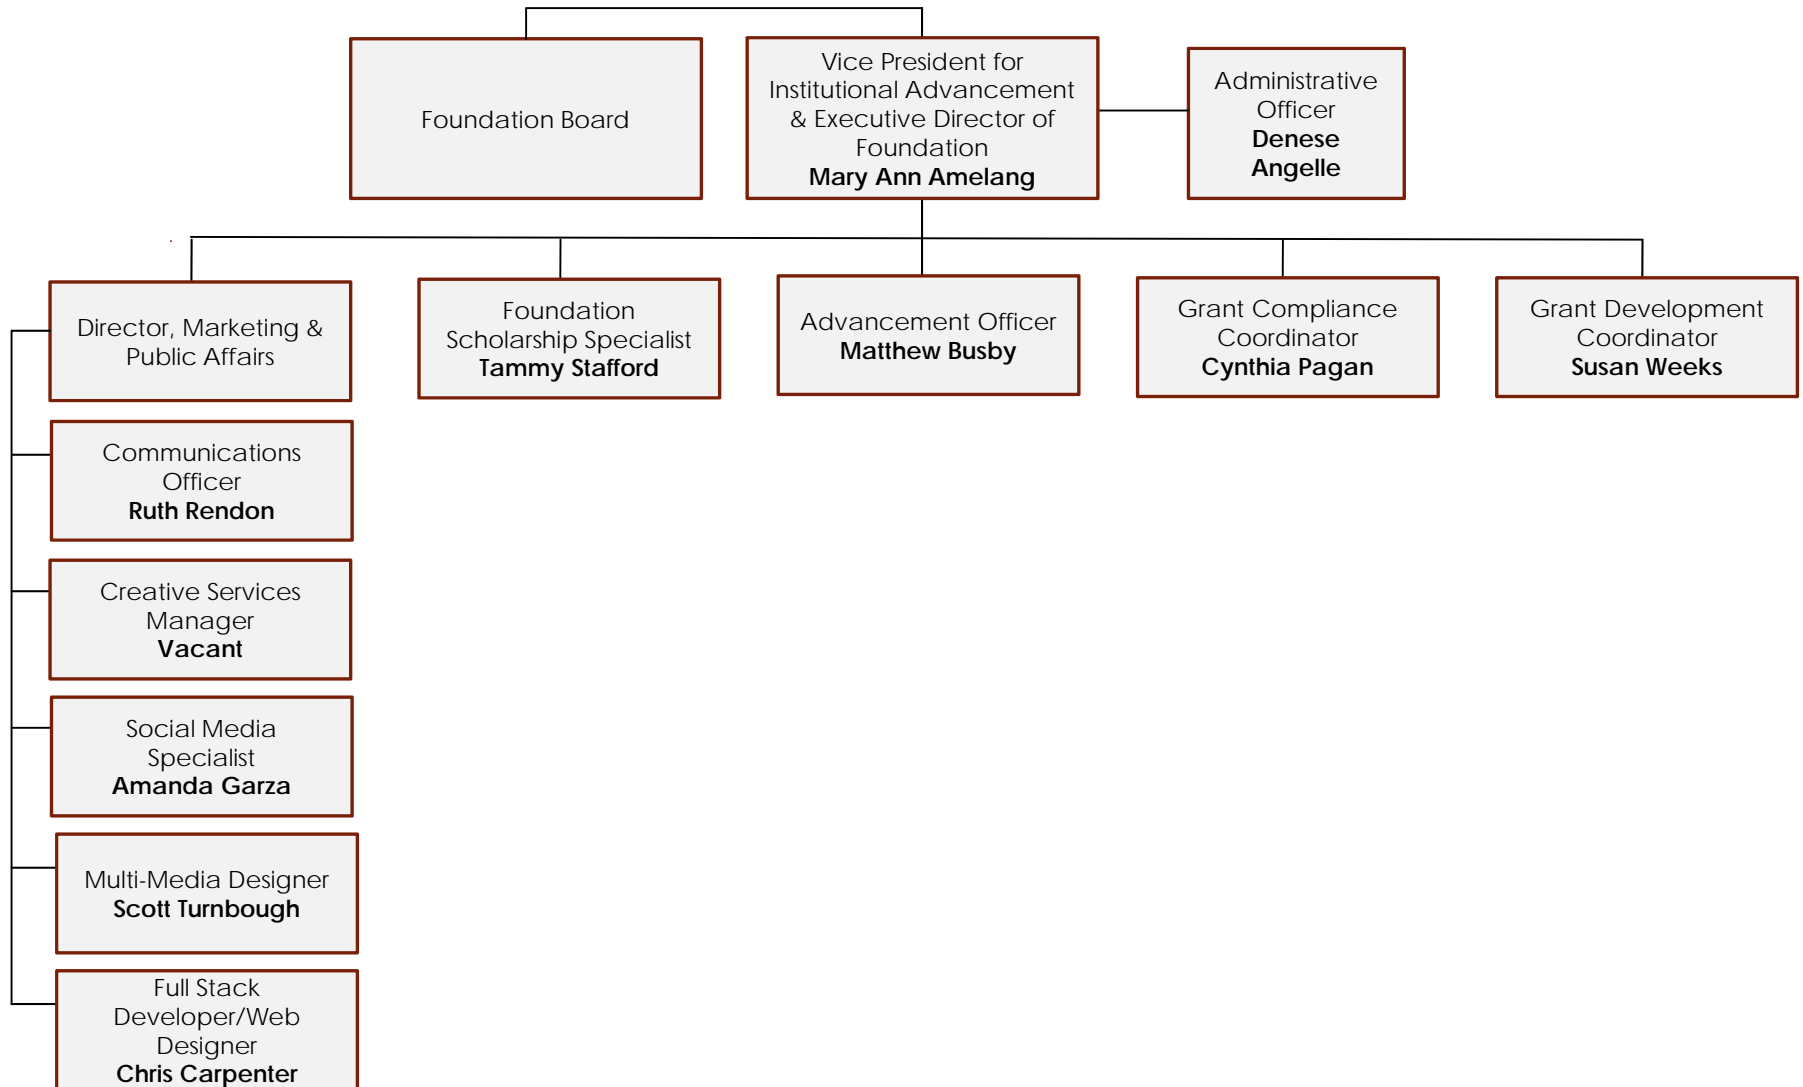 Foundation Board
Vice President for
Institutional Advancement
& Executive Director of
Foundation
Mary Ann Amelang
Administrative
Officer
Denese
Angelle
Director, Marketing &
Public Affairs
Foundation
Scholarship Specialist
Tammy Stafford
Advancement Officer
Matthew Busby
Grant Compliance
Coordinator
Cynthia Pagan
Grant Development
Coordinator
Susan Weeks
Communications
Officer
Ruth Rendon
Creative Services
Manager
Vacant
Social Media
Specialist
Amanda Garza
Multi-Media Designer
Scott Turnbough
Full Stack
Developer/Web
Designer
Chris Carpenter